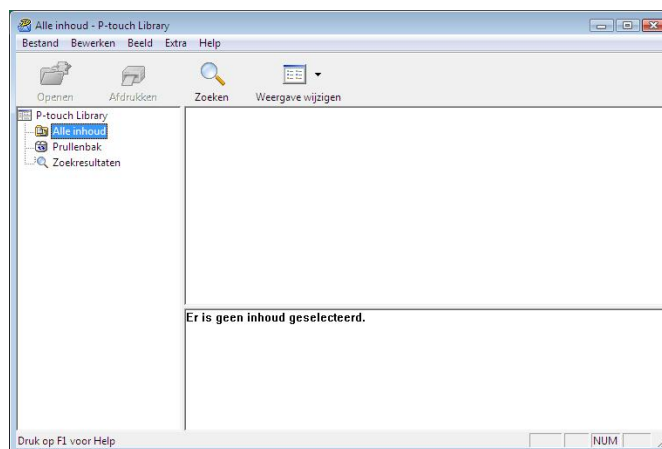 Alle inhoud - P-touch Library
Bestand Bewerken Beeld Extra Help
Openen Afdrukken Zoeken Weergave wijzigen
P-touch Library
Alle inhoud
Prullenbak
Zoekresultaten
Er is geen inhoud geselecteerd.
Druk op F1 voor Help NUM